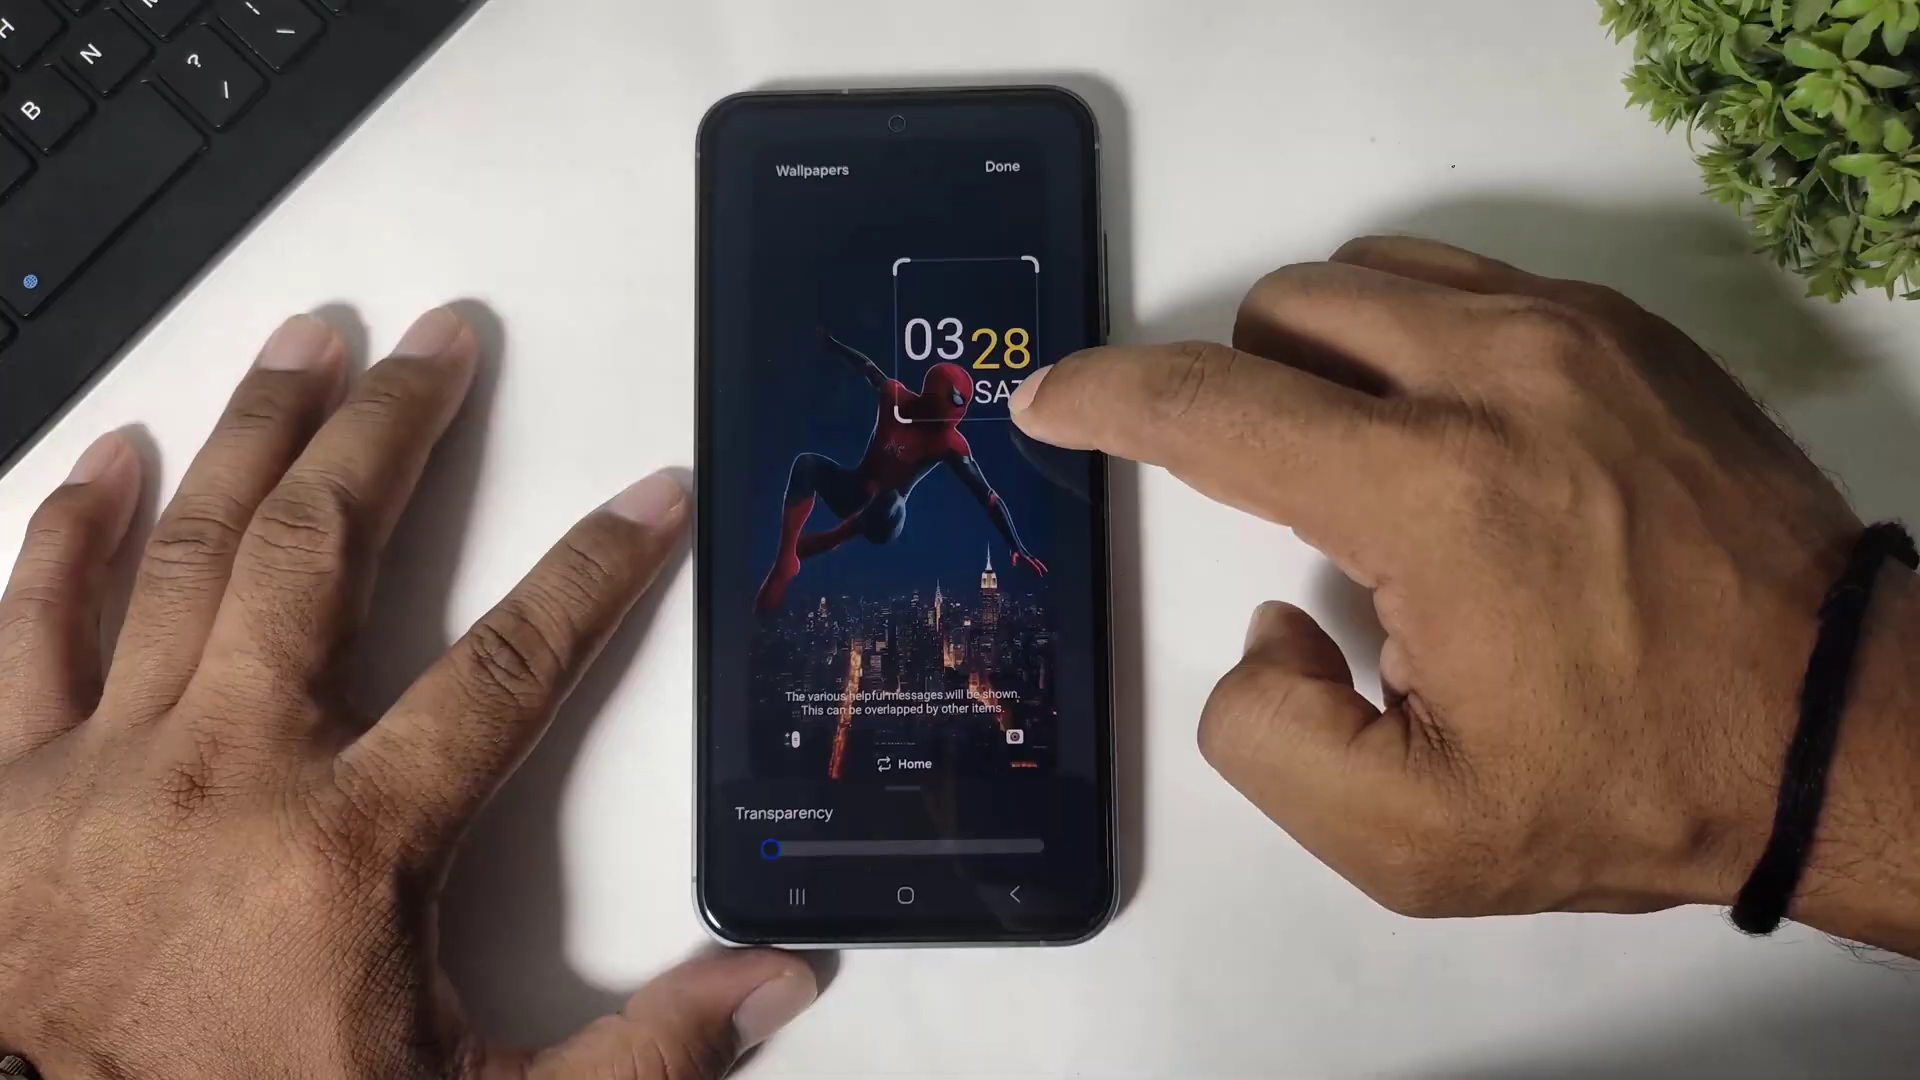 H
N
M
B
?
/
\
Wallpapers
Done
03
28
SAT
The various helpful messages will be shown.
This can be overlapped by other items.
Home
Transparency